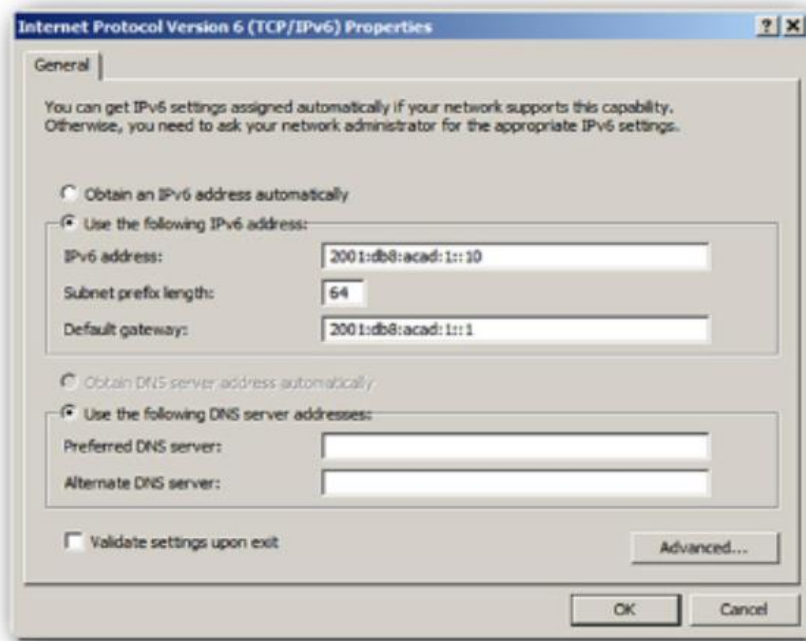 Internet Protocol Version 6 (TCP/IPv6) Properties
General
You can get IPv6 settings assigned automatically if your network supports this capability.
Otherwise, you need to ask your network administrator for the appropriate IPv6 settings.
Obtain an IPv6 address automatically
Use the following IPv6 address:
IPv6 address: 2001:db8:acad:1::10
Subnet prefix length: 64
Default gateway: 2001:db8:acad:1::1
Obtain DNS server address automatically
Use the following DNS server addresses:
Preferred DNS server:
Alternate DNS server:
Validate settings upon exit
Advanced...
OK Cancel